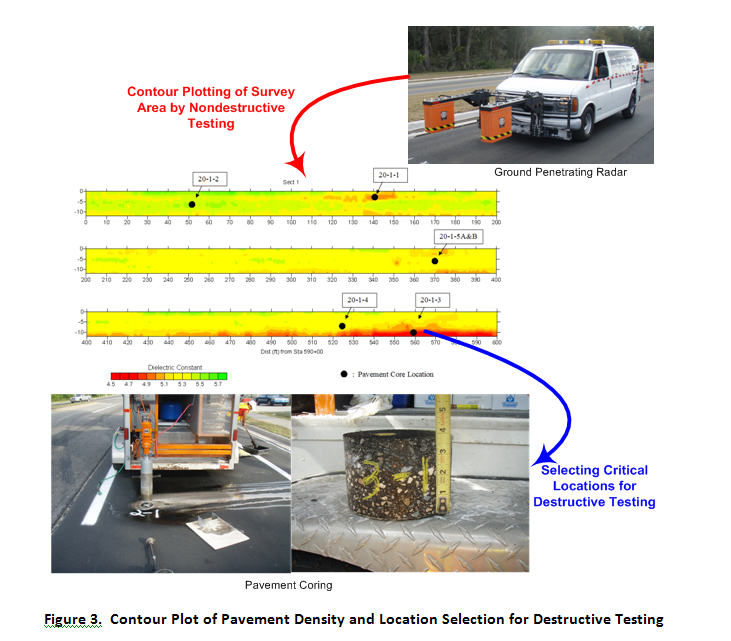 Contour Plotting of Survey
Area by Nondestructive
Testing
Ground Penetrating Radar
20-1-2
Sect 1
20-1-1
0
-5
-10
0 10 20 30 40 50 60 70 80 90 100 110 120 130 140 150 160 170 180 190 200
20-1-5A&B
0
-5
-10
200 210 220 230 240 250 260 270 280 290 300 310 320 330 340 350 360 370 380 390 400
20-1-4
20-1-3
0
-5
-10
400 410 420 430 440 450 460 470 480 490 500 510 520 530 540 550 560 570 590 600
Dist (ft) from Sta 590+00
Dielectric Constant
4.5 4.7 4.9 5.1 5.3 5.5 5.7
: Pavement Core Location
Selecting Critical
Locations for
Destructive Testing
1 2 3 4 5
Pavement Coring
Figure 3. Contour Plot of Pavement Density and Location Selection for Destructive Testing